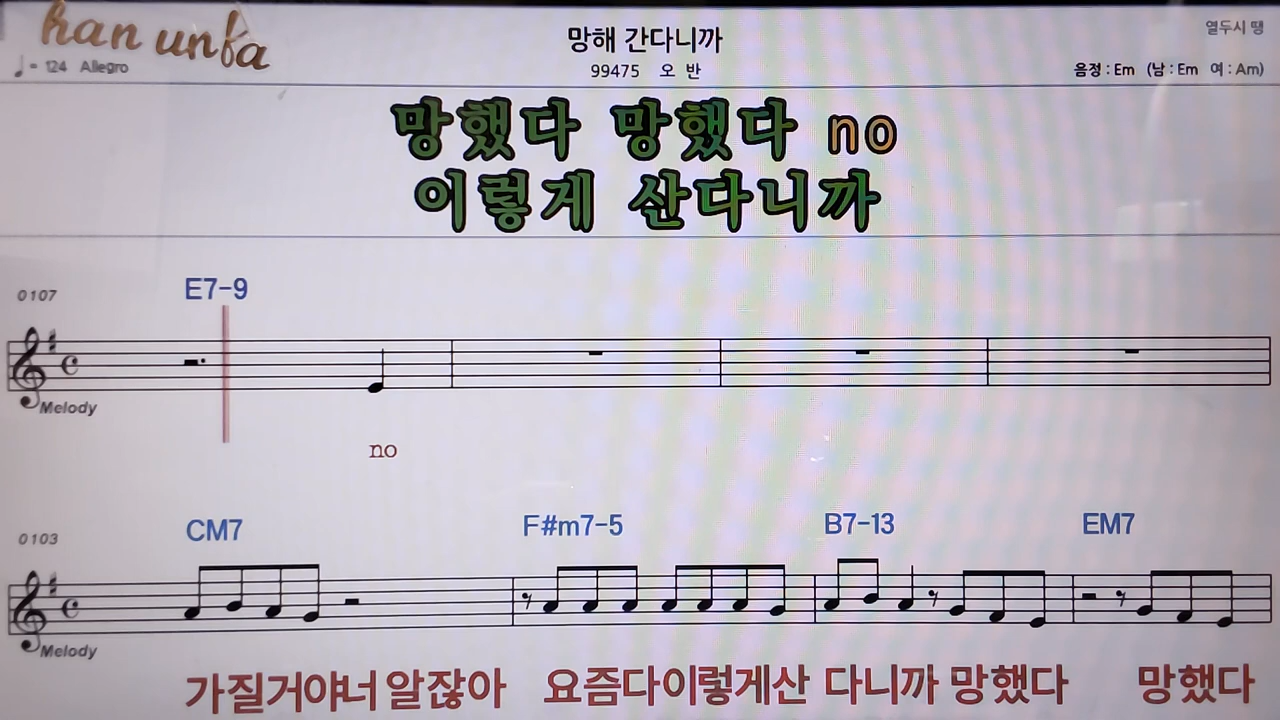 han unfa
♩= 124 Allegro
망해 간다니까
99475 오 반
열두시 땡
음정 : Em (남 : Em 여 : Am)
망했다 망했다 no
이렇게 산다니까
0107
E7-9
Melody
no
0103
CM7 F#m7-5 B7-13 EM7
Melody
가질거야너 알잖아 요즘다이렇게산 다니까 망했다 망했다